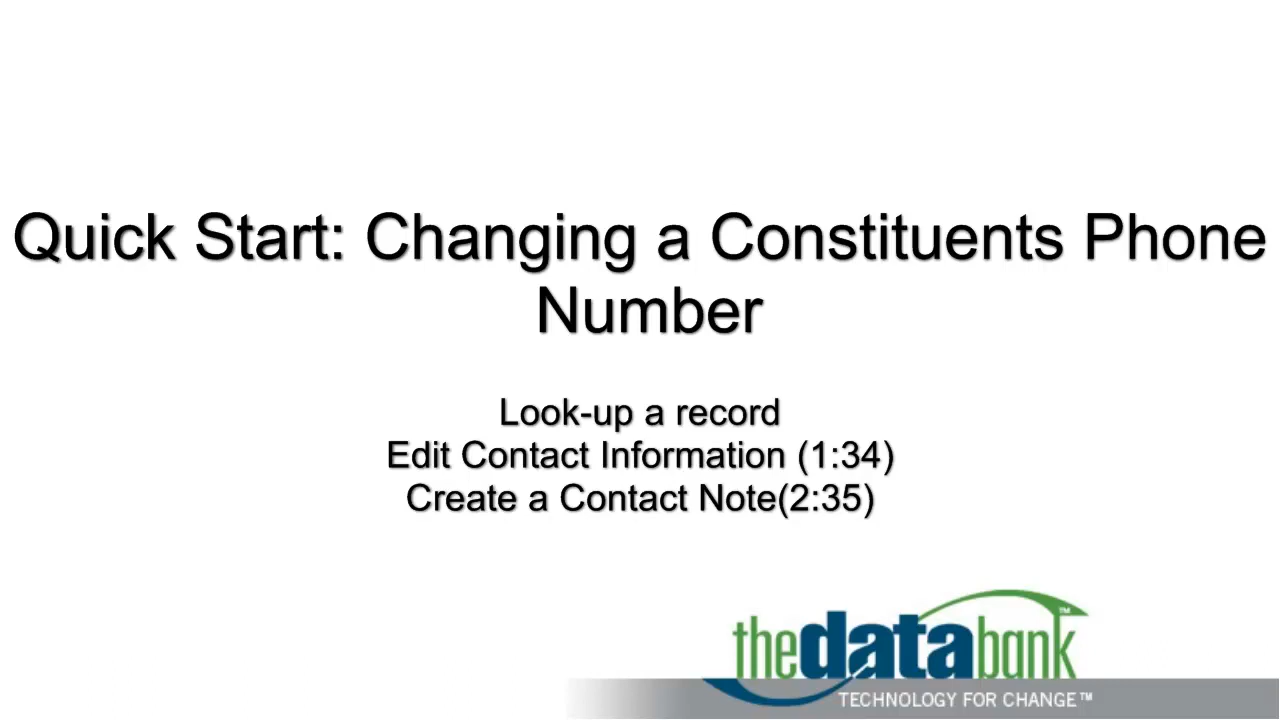 Quick Start: Changing a Constituents Phone
Number
Look-up a record
Edit Contact Information (1:34)
Create a Contact Note(2:35)
thedatabank™
TECHNOLOGY FOR CHANGE™